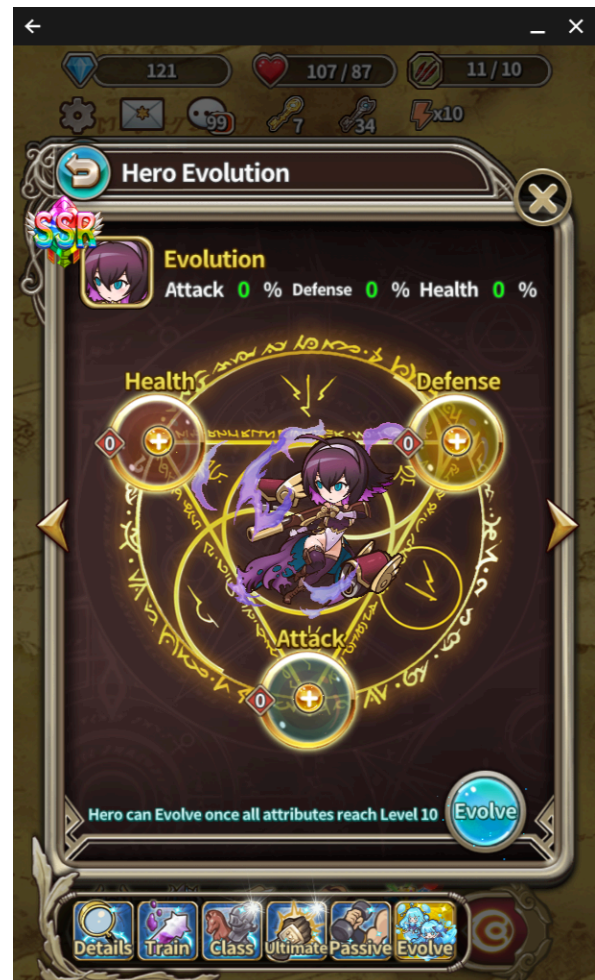 121
107/87
11/10
99
7
34
x10
Hero Evolution
SSR
Evolution
Attack 0 % Defense 0 % Health 0 %
Health
Defense
0
0
Attack
0
Hero can Evolve once all attributes reach Level 10
Evolve
Details Train Class Ultimate Passive Evolve